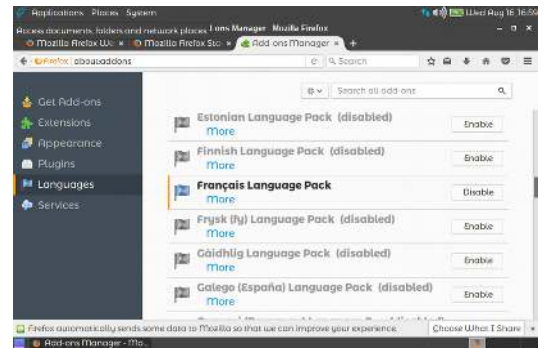 Applications Places System
Wed Aug 16 16:59
Access documents, folders and network places
ons Manager Mozilla Firefox
Mozilla Firefox
Mozilla Firefox
Add ons Manager
Firefox about:addons
Search
Search all add-ons
Get Add-ons
Extensions
Appearance
Plugins
Languages
Services
Estonian Language Pack (disabled)
More
Enable
Finnish Language Pack (disabled)
More
Enable
Français Language Pack
More
Disable
Frysk (fy) Language Pack (disabled)
More
Enable
Gàidhlig Language Pack (disabled)
More
Enable
Galego (España) Language Pack (disabled)
More
Enable
Firefox automatically sends some data to Mozilla so that we can improve your experience.
Choose What I Share
Add-ons Manager - Mo...